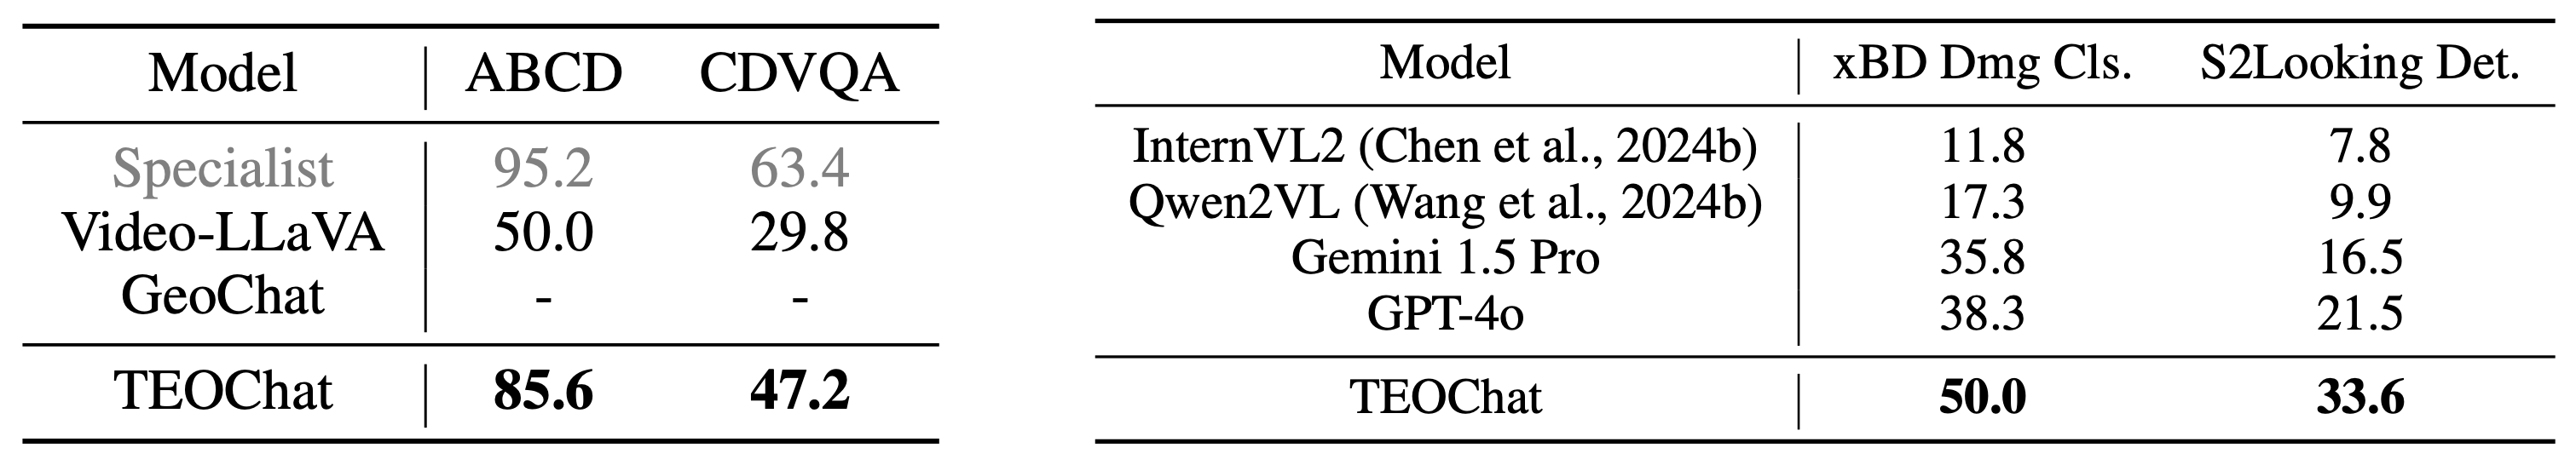 Model ABCD CDVQA
Specialist 95.2 63.4
Video-LLaVA 50.0 29.8
GeoChat - -
TEOChat 85.6 47.2
Model xBD Dmg Cls. S2Looking Det.
InternVL2 (Chen et al., 2024b) 11.8 7.8
Qwen2VL (Wang et al., 2024b) 17.3 9.9
Gemini 1.5 Pro 35.8 16.5
GPT-4o 38.3 21.5
TEOChat 50.0 33.6